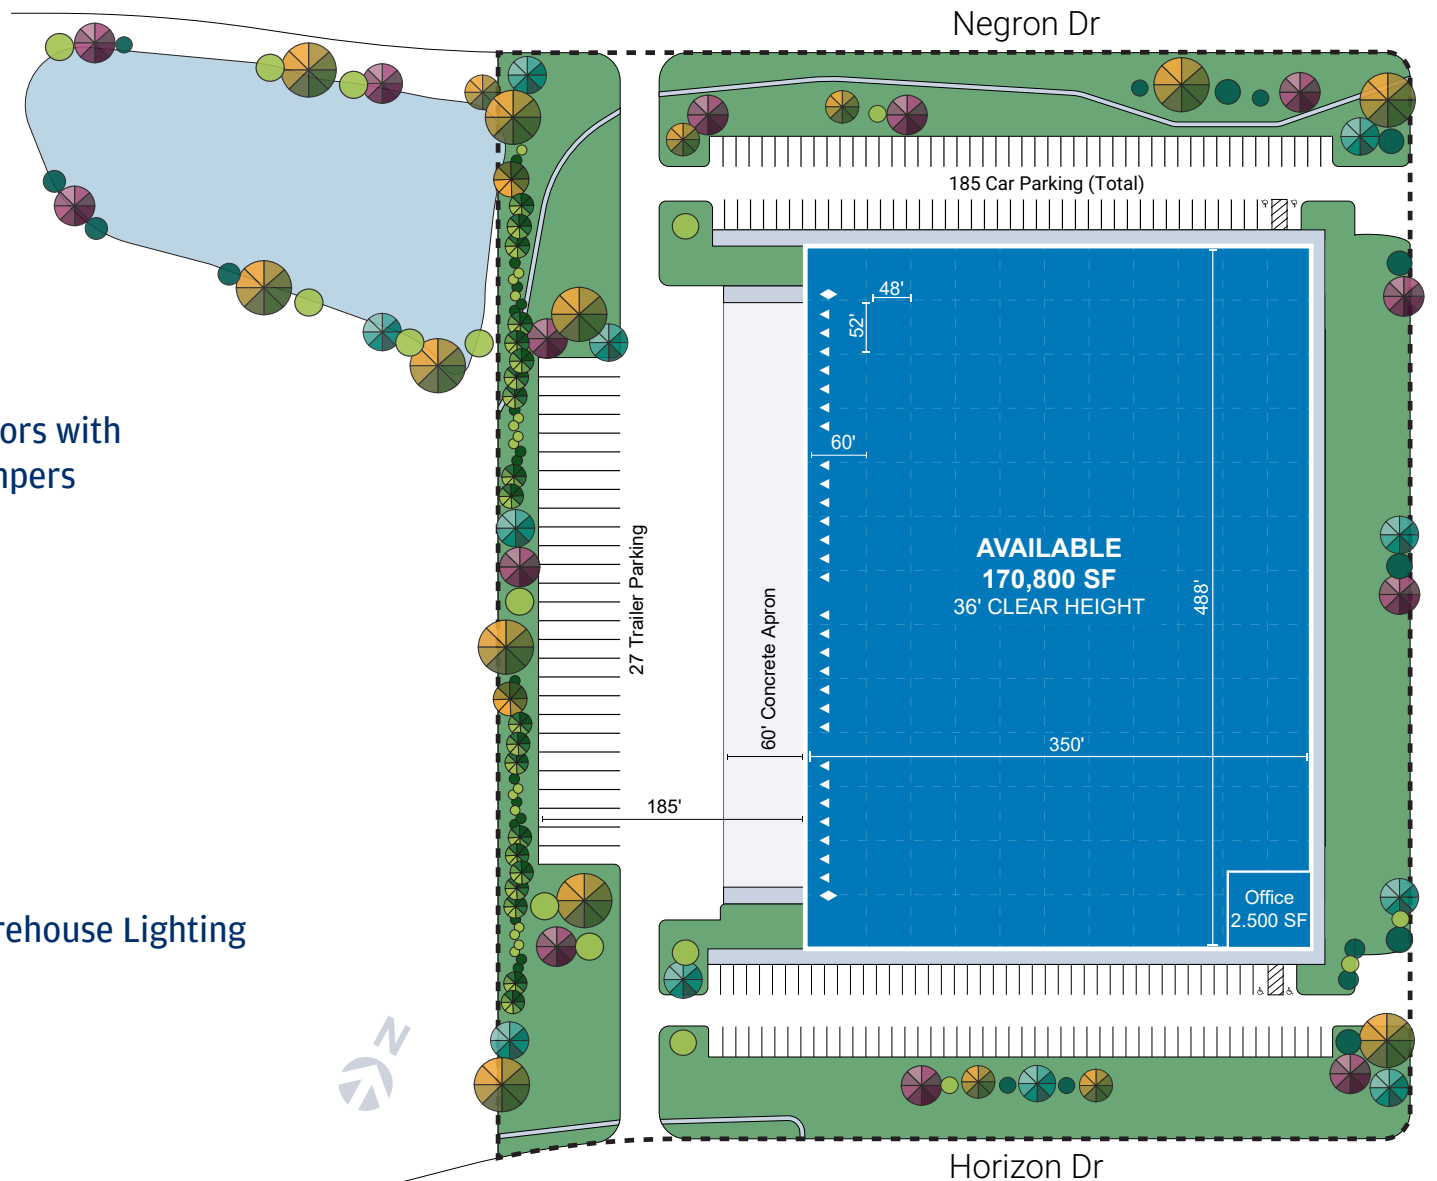 Negron Dr
185 Car Parking (Total)
48'
52'
ors with
60'
npers
AVAILABLE
170,800 SF
36' CLEAR HEIGHT
488'
27 Trailer Parking
60' Concrete Apron
350'
185'
Office
2.500 SF
rehouse Lighting
N
Horizon Dr